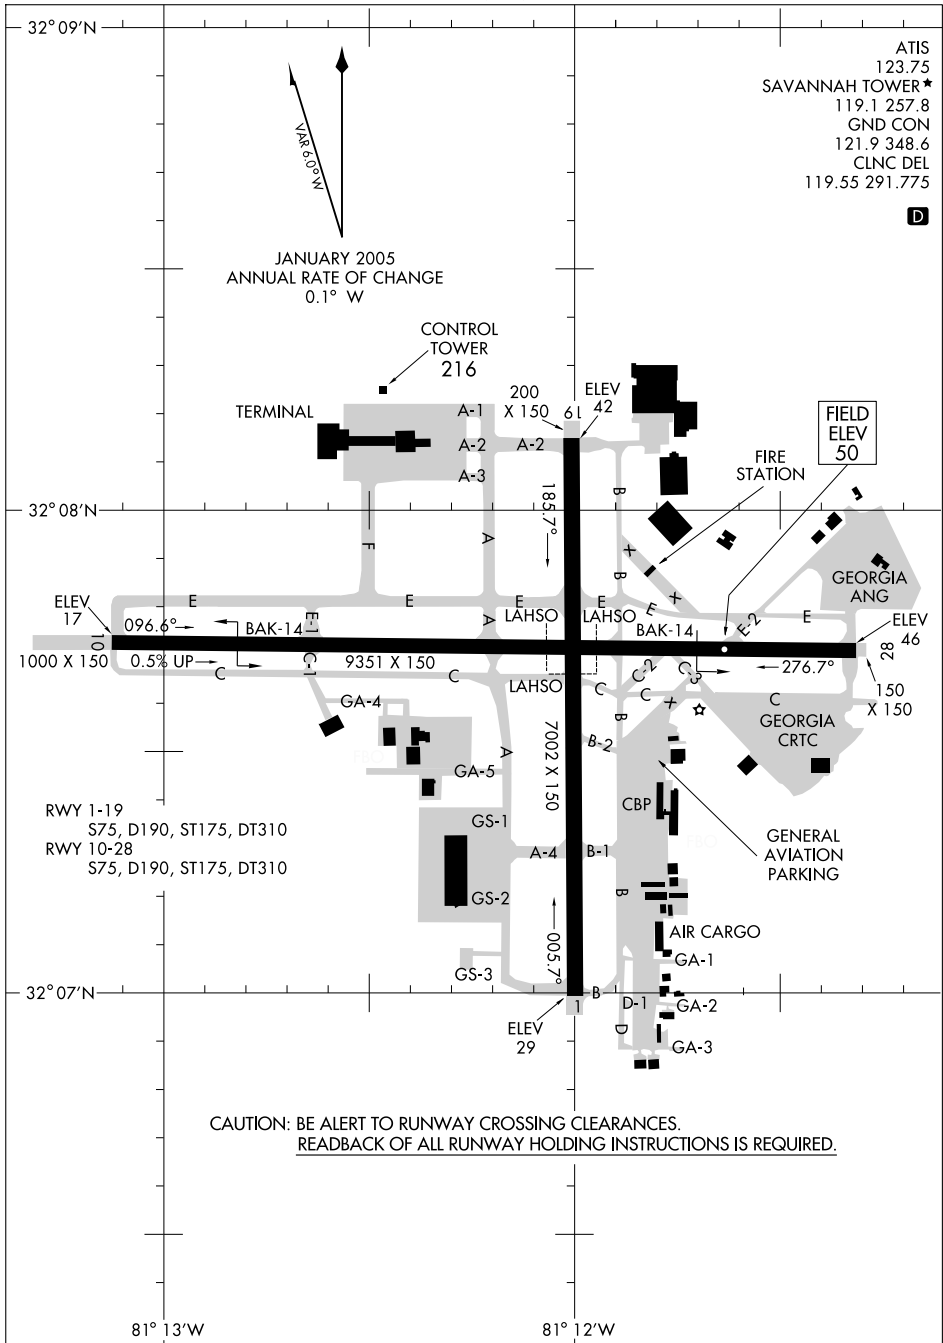 32° 09'N
ATIS
123.75
SAVANNAH TOWER★
119.1 257.8
GND CON
121.9 348.6
CLNC DEL
119.55 291.775
D
VAR 6.0° W
JANUARY 2005
ANNUAL RATE OF CHANGE
0.1° W
CONTROL
TOWER
216
TERMINAL
A-1
A-2
A-2
A-3
200
X 150
19
ELEV
42
FIELD
ELEV
50
FIRE
STATION
32° 08'N
185.7°
B
F
A
X
B
X
GEORGIA
ANG
E
E
E
E
E
E-2
E
ELEV
17
096.6°
E-1
BAK-14
A
LAHSO
LAHSO
BAK-14
ELEV
46
10
28
1000 X 150
0.5% UP
9351 X 150
276.7°
C
C-1
C
LAHSO
C
C-2
C
C-3
C
X
150
X 150
GA-4
B
GEORGIA
CRTC
7002 X 150
A
B-2
FBO
GA-5
CBP
FBO
RWY 1-19
S75, D190, ST175, DT310
RWY 10-28
S75, D190, ST175, DT310
GS-1
A-4
B-1
GENERAL
AVIATION
PARKING
GS-2
B
005.7°
AIR CARGO
GS-3
GA-1
32° 07'N
B
D-1
GA-2
1
ELEV
29
D
GA-3
CAUTION: BE ALERT TO RUNWAY CROSSING CLEARANCES.
READBACK OF ALL RUNWAY HOLDING INSTRUCTIONS IS REQUIRED.
81° 13'W
81° 12'W